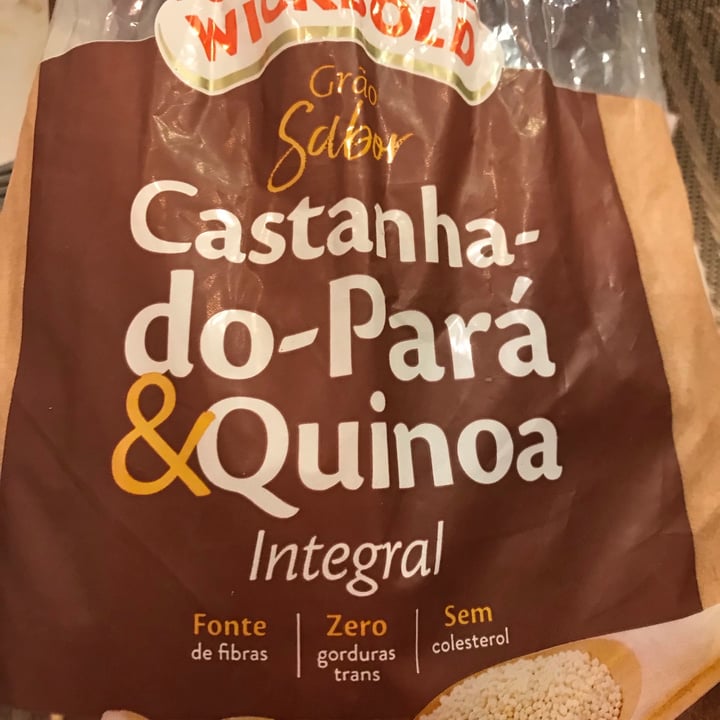 WICKBOLD
Grão
Sabor
Castanha-
do-Pará
&Quinoa
Integral
Fonte
de fibras
Zero
gorduras
trans
Sem
colesterol